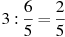 3 : 6/5 = 2/5